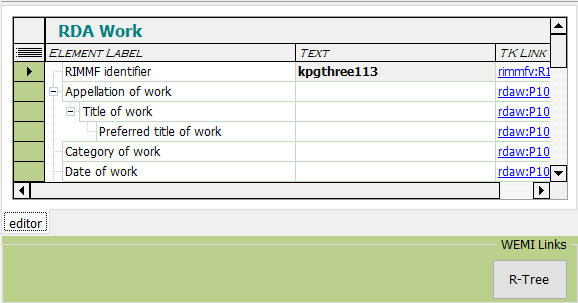 RDA Work
ELEMENT LABEL TEXT TK LINK
RIMMF identifier kpgthree113 rimmfv:R1
Appellation of work rdaw:P10
Title of work rdaw:P10
Preferred title of work rdaw:P10
Category of work rdaw:P10
Date of work rdaw:P10
editor
WEMI Links
R-Tree